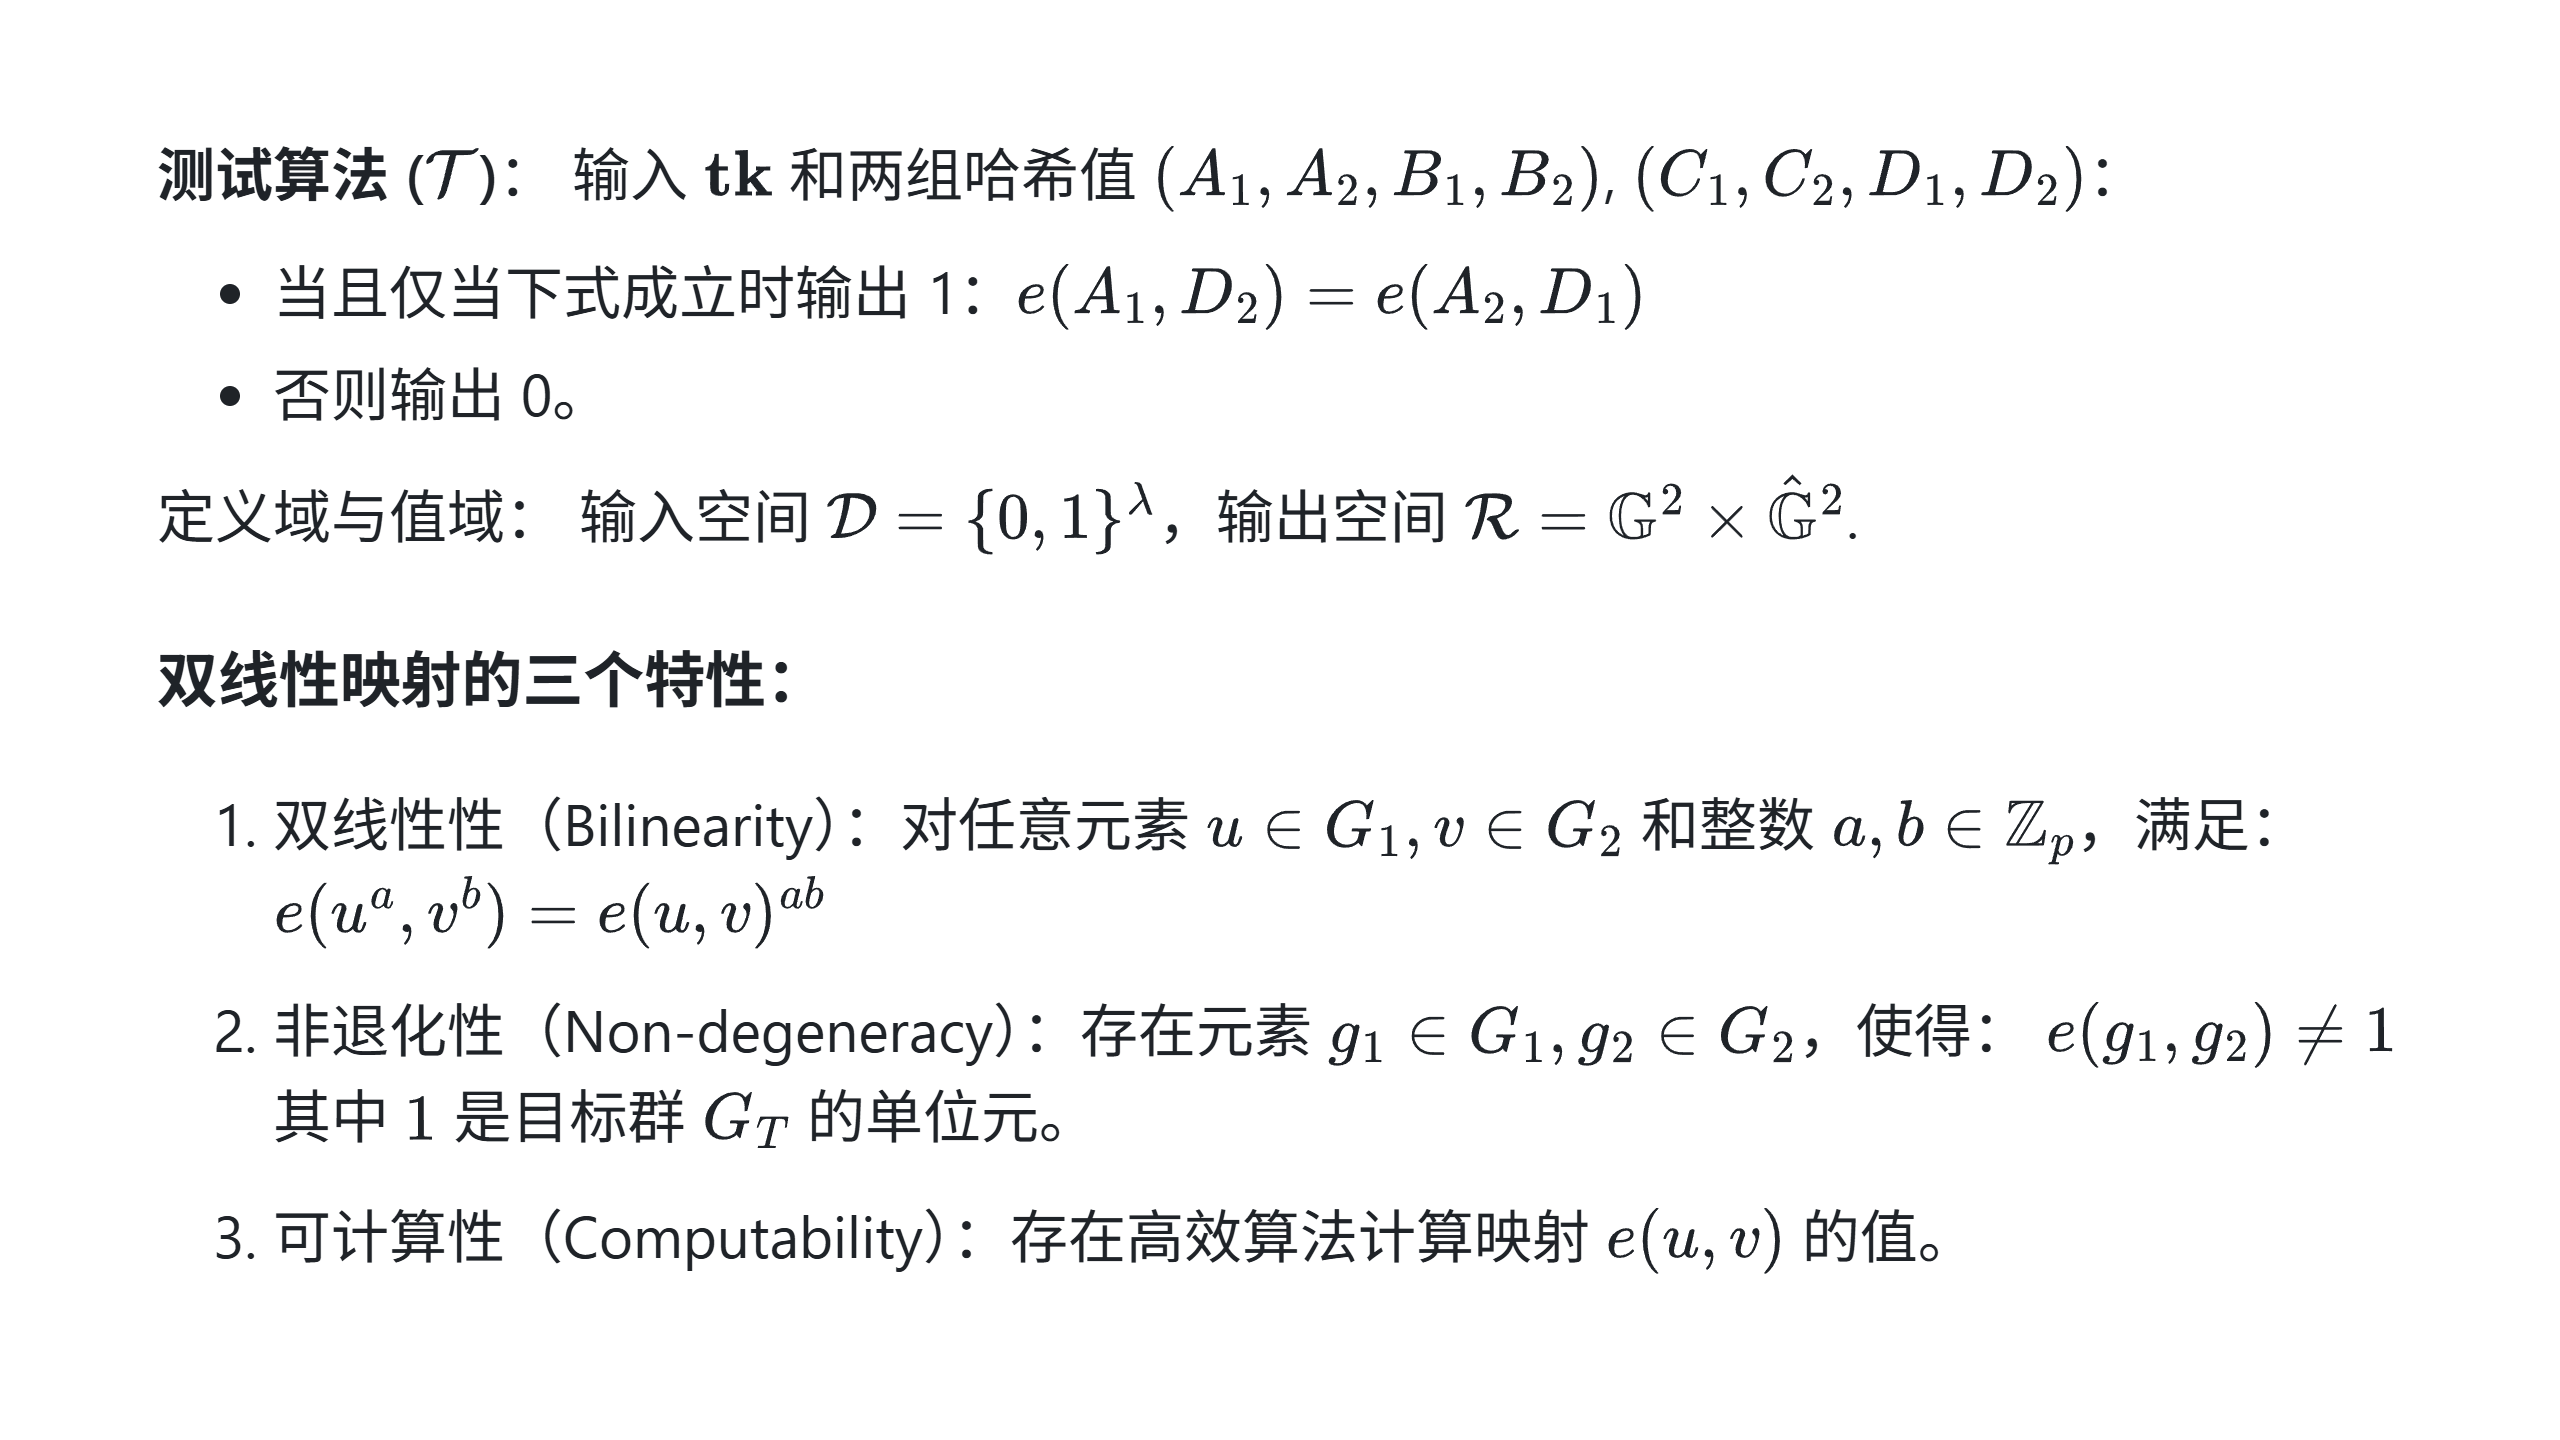 测试算法 (𝒯)： 输入 tk 和两组哈希值 (A₁, A₂, B₁, B₂), (C₁, C₂, D₁, D₂)：
• 当且仅当下式成立时输出 1：e(A₁, D₂) = e(A₂, D₁)
• 否则输出 0。
定义域与值域： 输入空间 𝒟 = {0, 1}^λ，输出空间 ℛ = 𝔾² × 𝔾̂².
双线性映射的三个特性：
1. 双线性性（Bilinearity）：对任意元素 u ∈ G₁, v ∈ G₂ 和整数 a, b ∈ ℤₚ，满足：
e(uᵃ, vᵇ) = e(u, v)ᵃᵇ
2. 非退化性（Non-degeneracy）：存在元素 g₁ ∈ G₁, g₂ ∈ G₂，使得： e(g₁, g₂) ≠ 1
其中 1 是目标群 G_T 的单位元。
3. 可计算性（Computability）：存在高效算法计算映射 e(u, v) 的值。